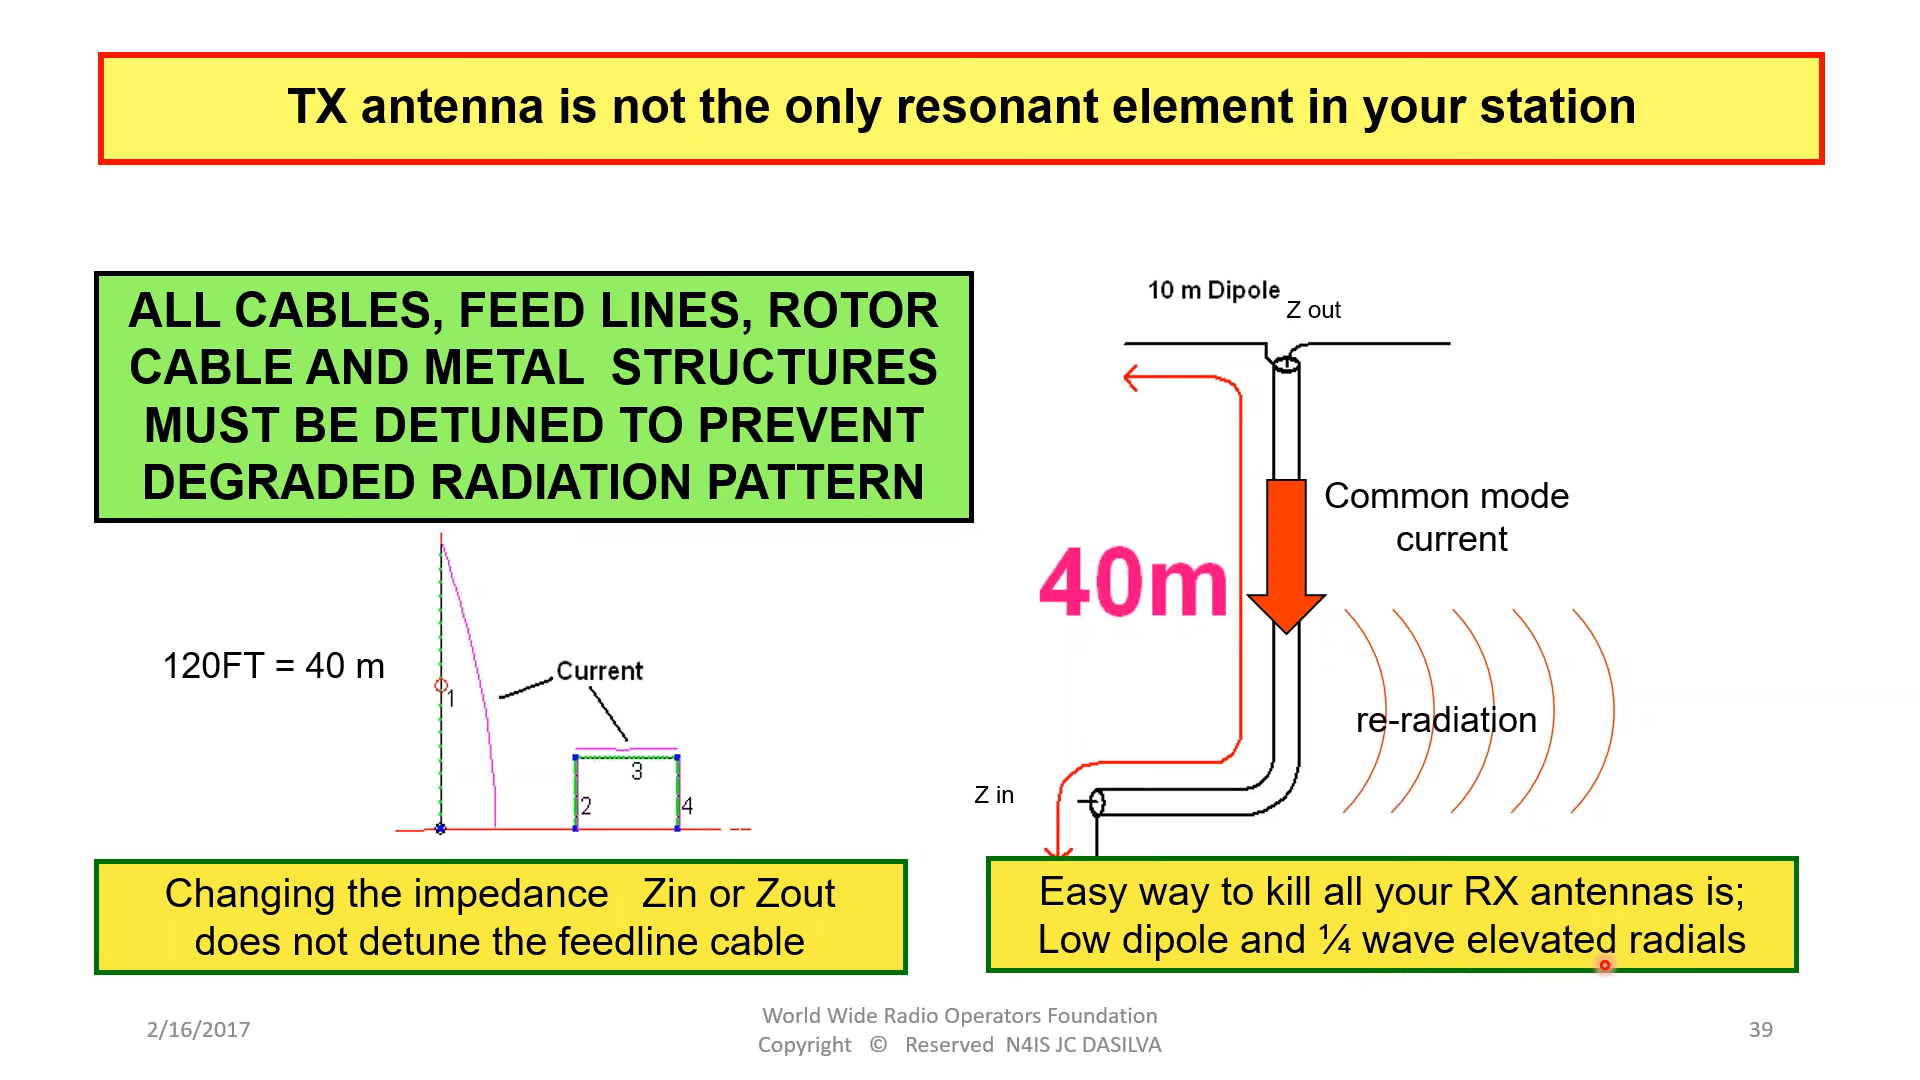 TX antenna is not the only resonant element in your station
ALL CABLES, FEED LINES, ROTOR
CABLE AND METAL STRUCTURES
MUST BE DETUNED TO PREVENT
DEGRADED RADIATION PATTERN
120FT = 40 m
1
Current
2
3
4
10 m Dipole
Z out
Common mode
current
40m
re-radiation
Z in
Changing the impedance Zin or Zout
does not detune the feedline cable
Easy way to kill all your RX antennas is;
Low dipole and ¼ wave elevated radials
2/16/2017
World Wide Radio Operators Foundation
Copyright © Reserved N4IS JC DASILVA
39